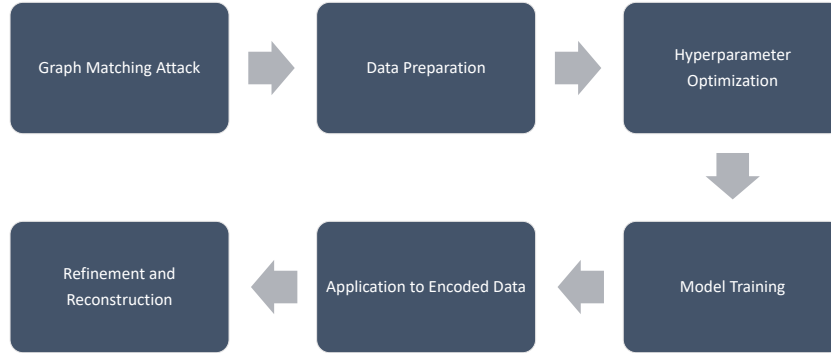 Graph Matching Attack
Data Preparation
Hyperparameter
Optimization
Model Training
Application to Encoded Data
Refinement and
Reconstruction